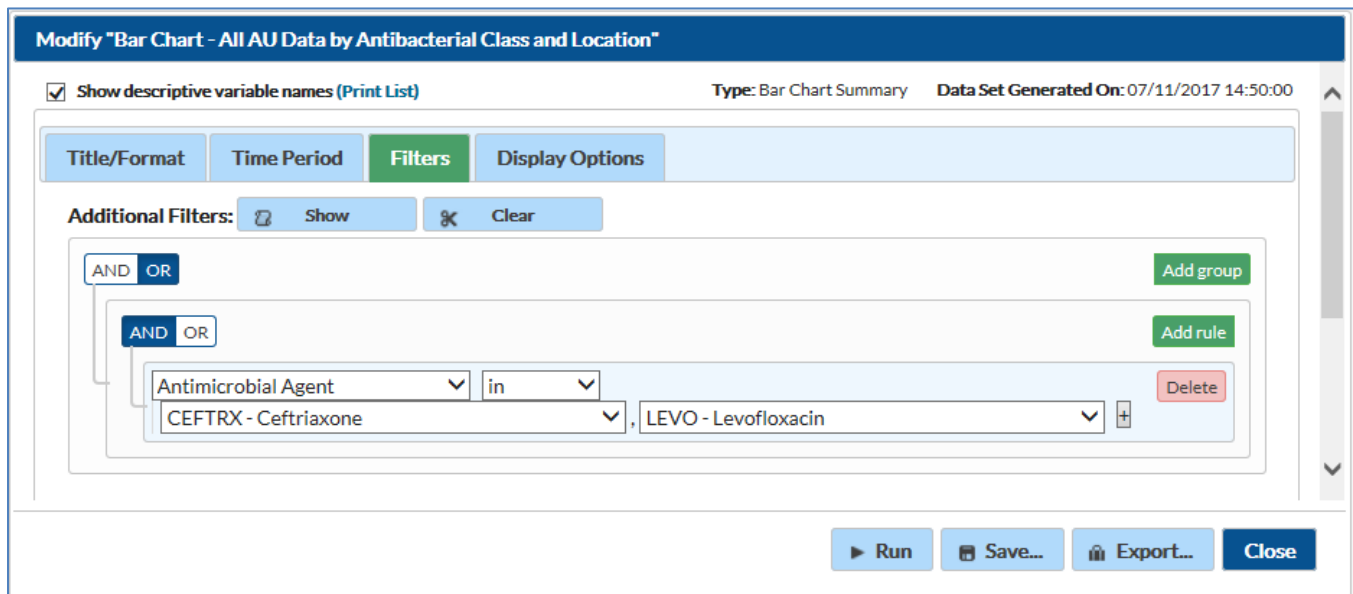 Modify "Bar Chart - All AU Data by Antibacterial Class and Location"
Show descriptive variable names (Print List) Type: Bar Chart Summary Data Set Generated On: 07/11/2017 14:50:00
Title/Format Time Period Filters Display Options
Additional Filters: Show Clear
AND OR Add group
AND OR Add rule
Antimicrobial Agent in Delete
CEFTRX - Ceftriaxone , LEVO - Levofloxacin +
Run Save... Export... Close